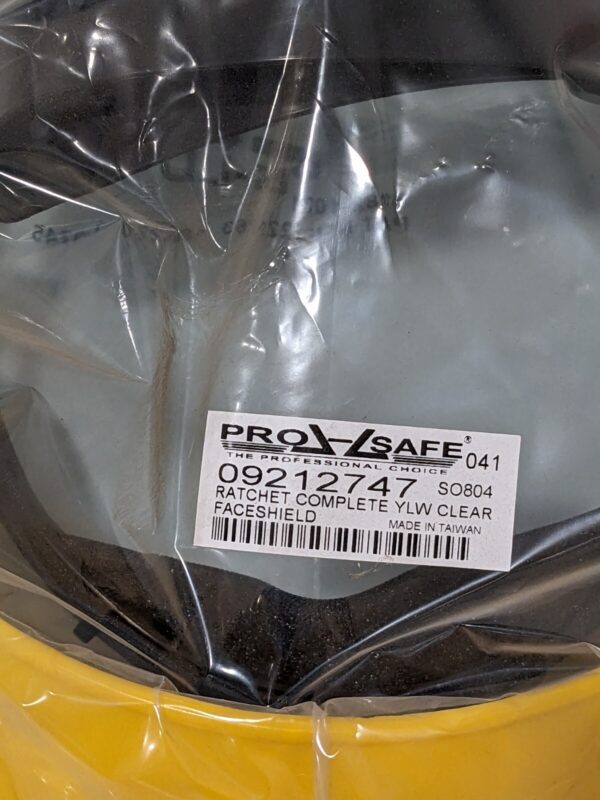 PRO SAFE®
THE PROFESSIONAL CHOICE
041
09212747 SO804
RATCHET COMPLETE YLW CLEAR
FACESHIELD
MADE IN TAIWAN